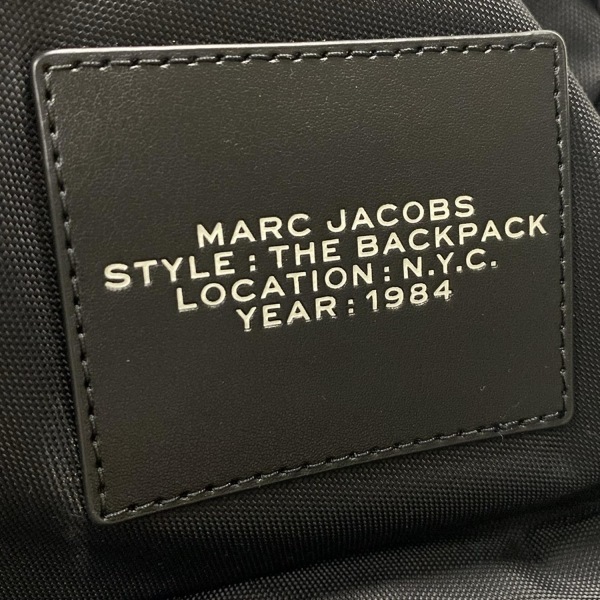 MARC JACOBS
STYLE : THE BACKPACK
LOCATION : N.Y.C.
YEAR : 1984